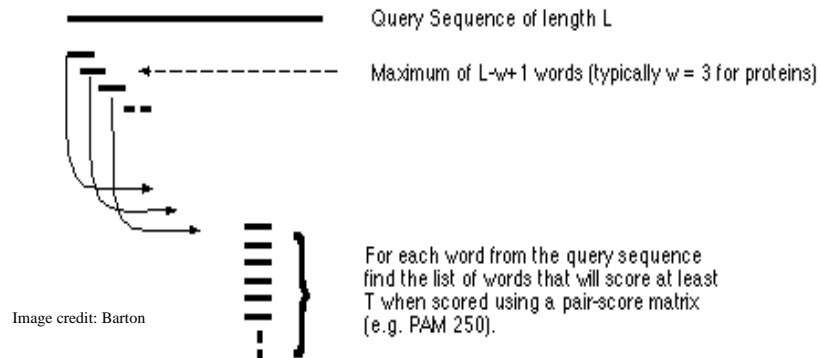 Query Sequence of length L
Maximum of L-w+1 words (typically w = 3 for proteins)
For each word from the query sequence
find the list of words that will score at least
T when scored using a pair-score matrix
(e.g. PAM 250).
Image credit: Barton